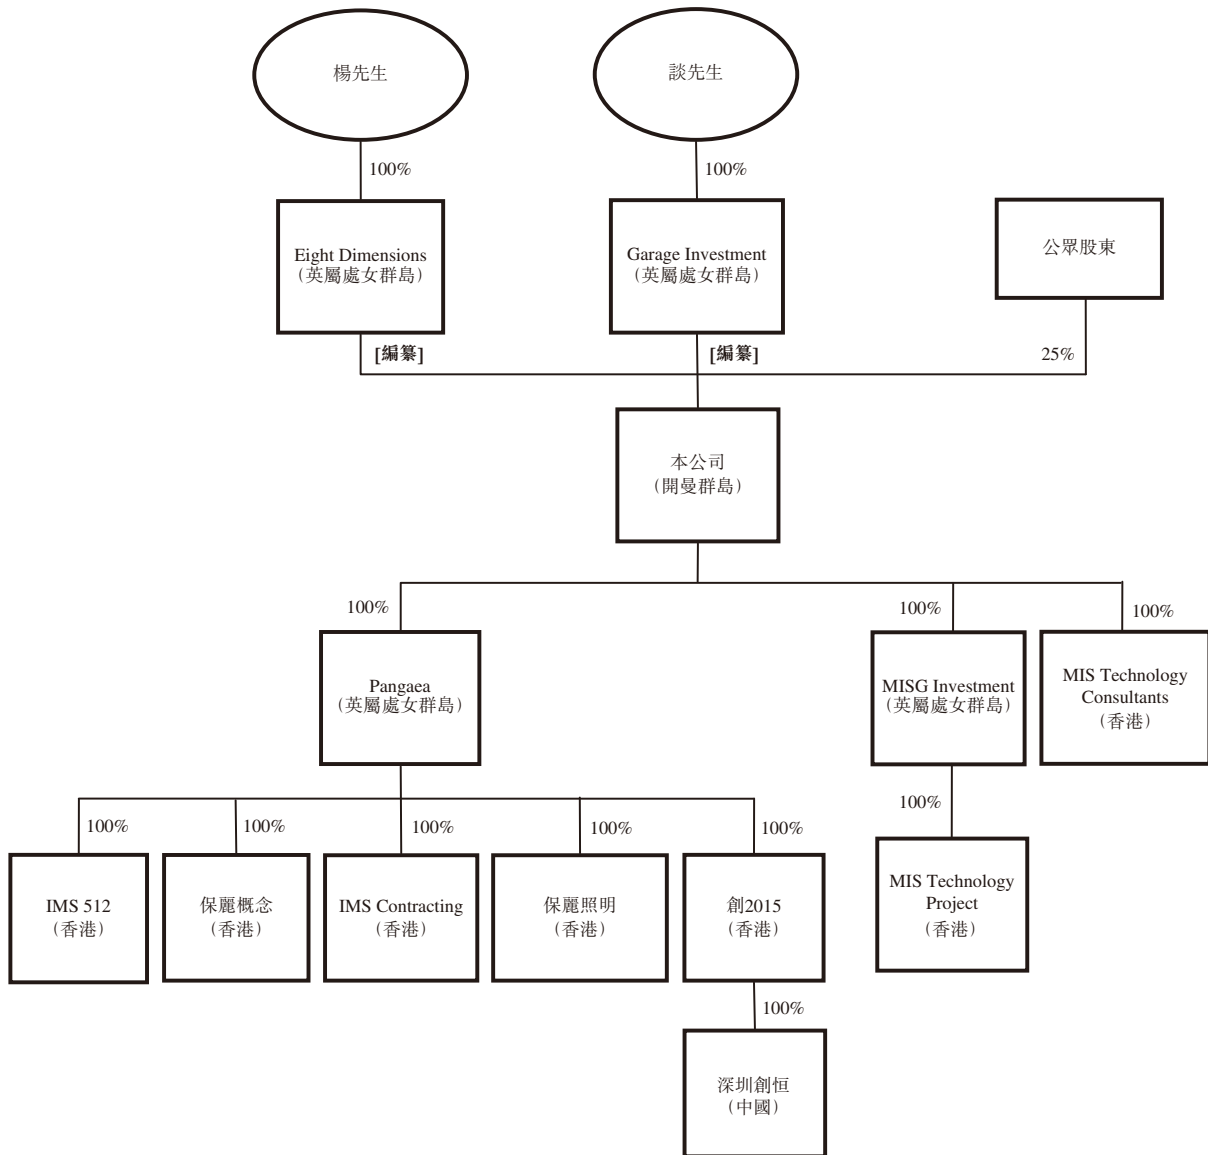 楊先生
談先生
100%
100%
Eight Dimensions
（英屬處女群島）
Garage Investment
（英屬處女群島）
公眾股東
[編纂]
[編纂]
25%
本公司
（開曼群島）
100%
100%
100%
Pangaea
（英屬處女群島）
MISG Investment
（英屬處女群島）
MIS Technology
Consultants
（香港）
100%
100%
100%
100%
100%
100%
IMS 512
（香港）
保麗概念
（香港）
IMS Contracting
（香港）
保麗照明
（香港）
創2015
（香港）
MIS Technology
Project
（香港）
100%
深圳創恒
（中國）